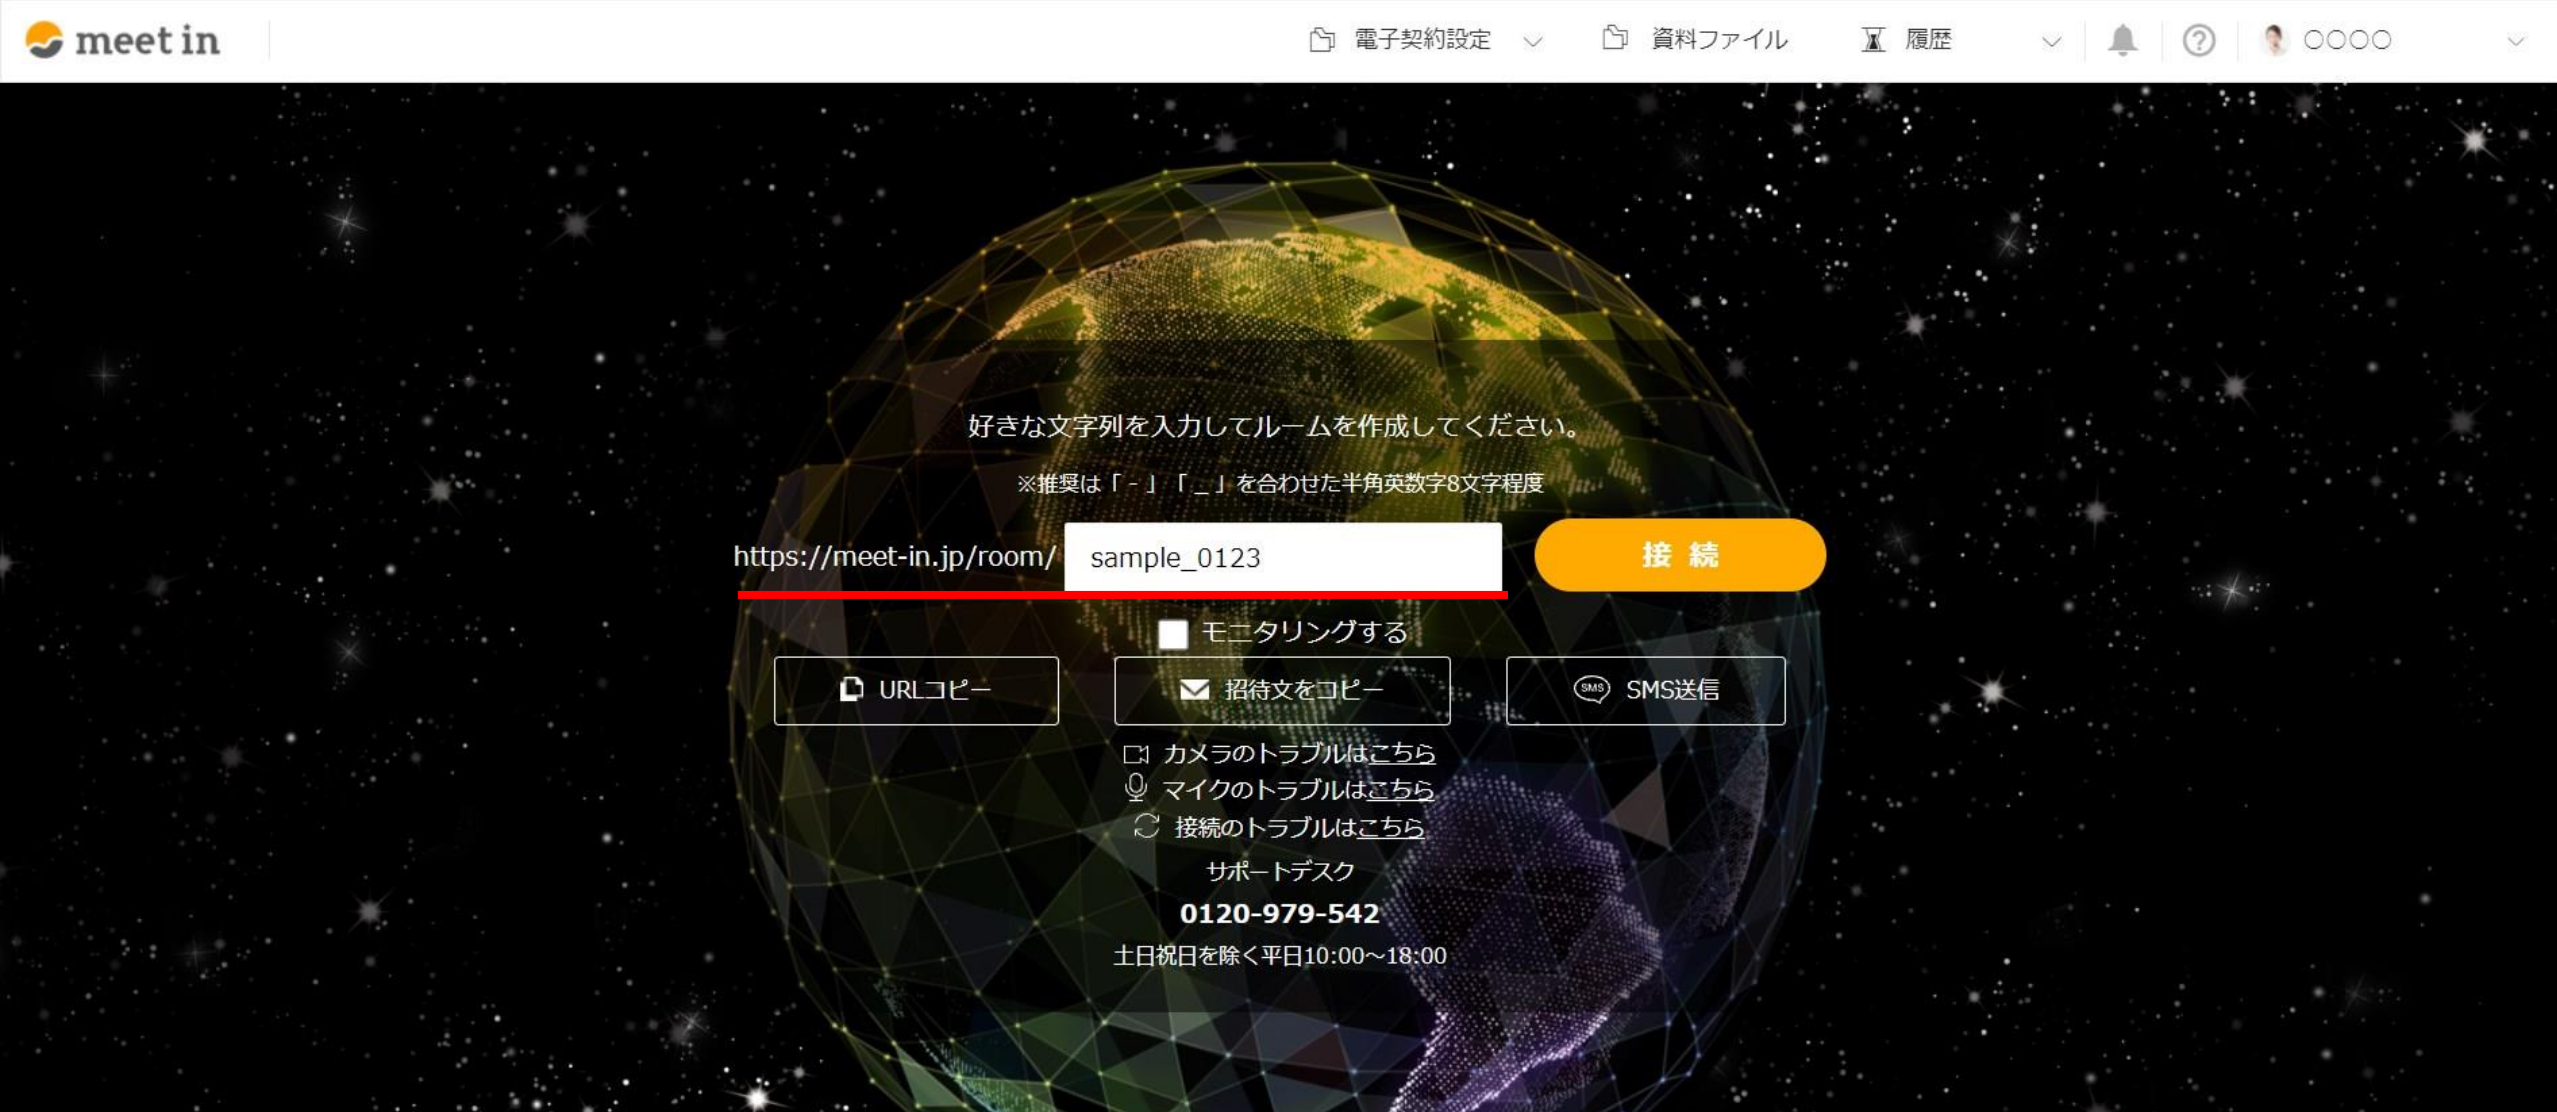 meet in
電子契約設定
資料ファイル
履歴
○○○○
好きな文字列を入力してルームを作成してください。
※推奨は「-」「_」を合わせた半角英数字8文字程度
https://meet-in.jp/room/ sample_0123
接続
モニタリングする
URLコピー
招待文をコピー
SMS SMS送信
カメラのトラブルはこちら
マイクのトラブルはこちら
接続のトラブルはこちら
サポートデスク
0120-979-542
土日祝日を除く平日10:00～18:00